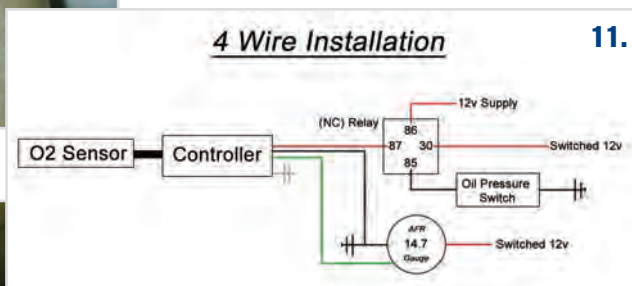 4 Wire Installation
11.
12v Supply
(NC) Relay
86
87 30
Switched 12v
85
O2 Sensor
Controller
Oil Pressure
Switch
AFR
14.7
Gauge
Switched 12v